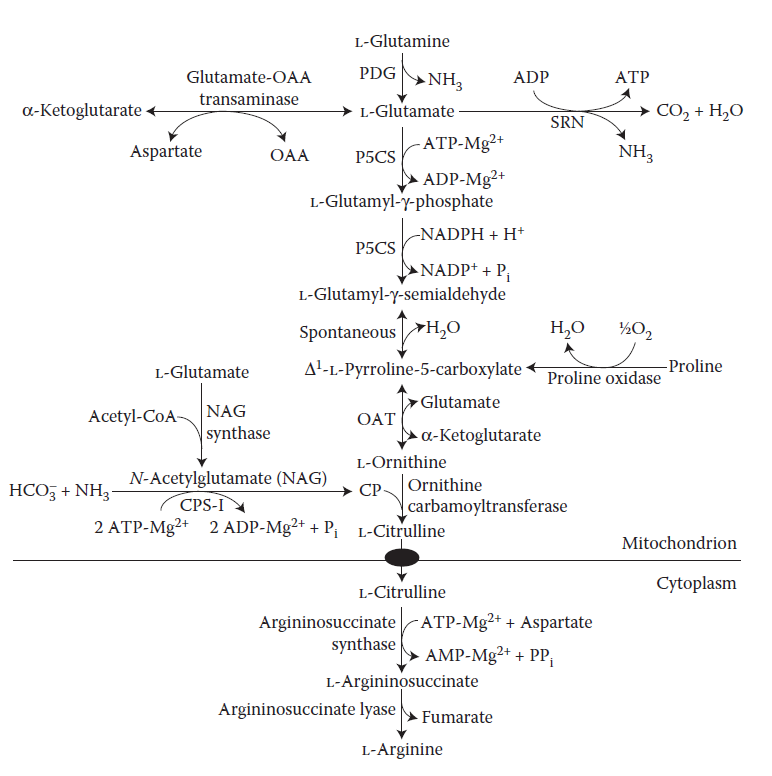 L-Glutamine
PDG
NH₃
Glutamate-OAA
transaminase
ADP
ATP
α-Ketoglutarate
L-Glutamate
SRN
CO₂ + H₂O
Aspartate
OAA
NH₃
P5CS
ATP-Mg²⁺
ADP-Mg²⁺
L-Glutamyl-γ-phosphate
P5CS
NADPH + H⁺
NADP⁺ + Pᵢ
L-Glutamyl-γ-semialdehyde
Spontaneous
H₂O
H₂O
½O₂
Δ¹-L-Pyrroline-5-carboxylate
Proline oxidase
Proline
L-Glutamate
Acetyl-CoA
NAG
synthase
OAT
Glutamate
α-Ketoglutarate
L-Ornithine
HCO₃⁻ + NH₃
N-Acetylglutamate (NAG)
CPS-I
2 ATP-Mg²⁺
2 ADP-Mg²⁺ + Pᵢ
CP
Ornithine
carbamoyltransferase
L-Citrulline
Mitochondrion
Cytoplasm
L-Citrulline
Argininosuccinate
synthase
ATP-Mg²⁺ + Aspartate
AMP-Mg²⁺ + PPᵢ
L-Argininosuccinate
Argininosuccinate lyase
Fumarate
L-Arginine